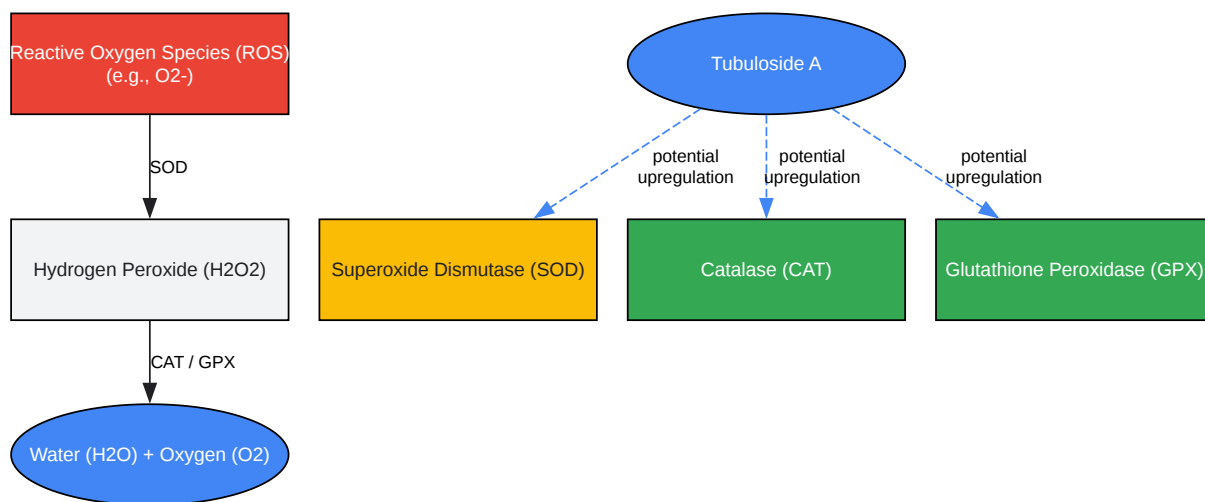 Reactive Oxygen Species (ROS)
(e.g., O2-)
SOD
Hydrogen Peroxide (H2O2)
CAT / GPX
Water (H2O) + Oxygen (O2)
Tubuloside A
potential
upregulation
potential
upregulation
potential
upregulation
Superoxide Dismutase (SOD)
Catalase (CAT)
Glutathione Peroxidase (GPX)